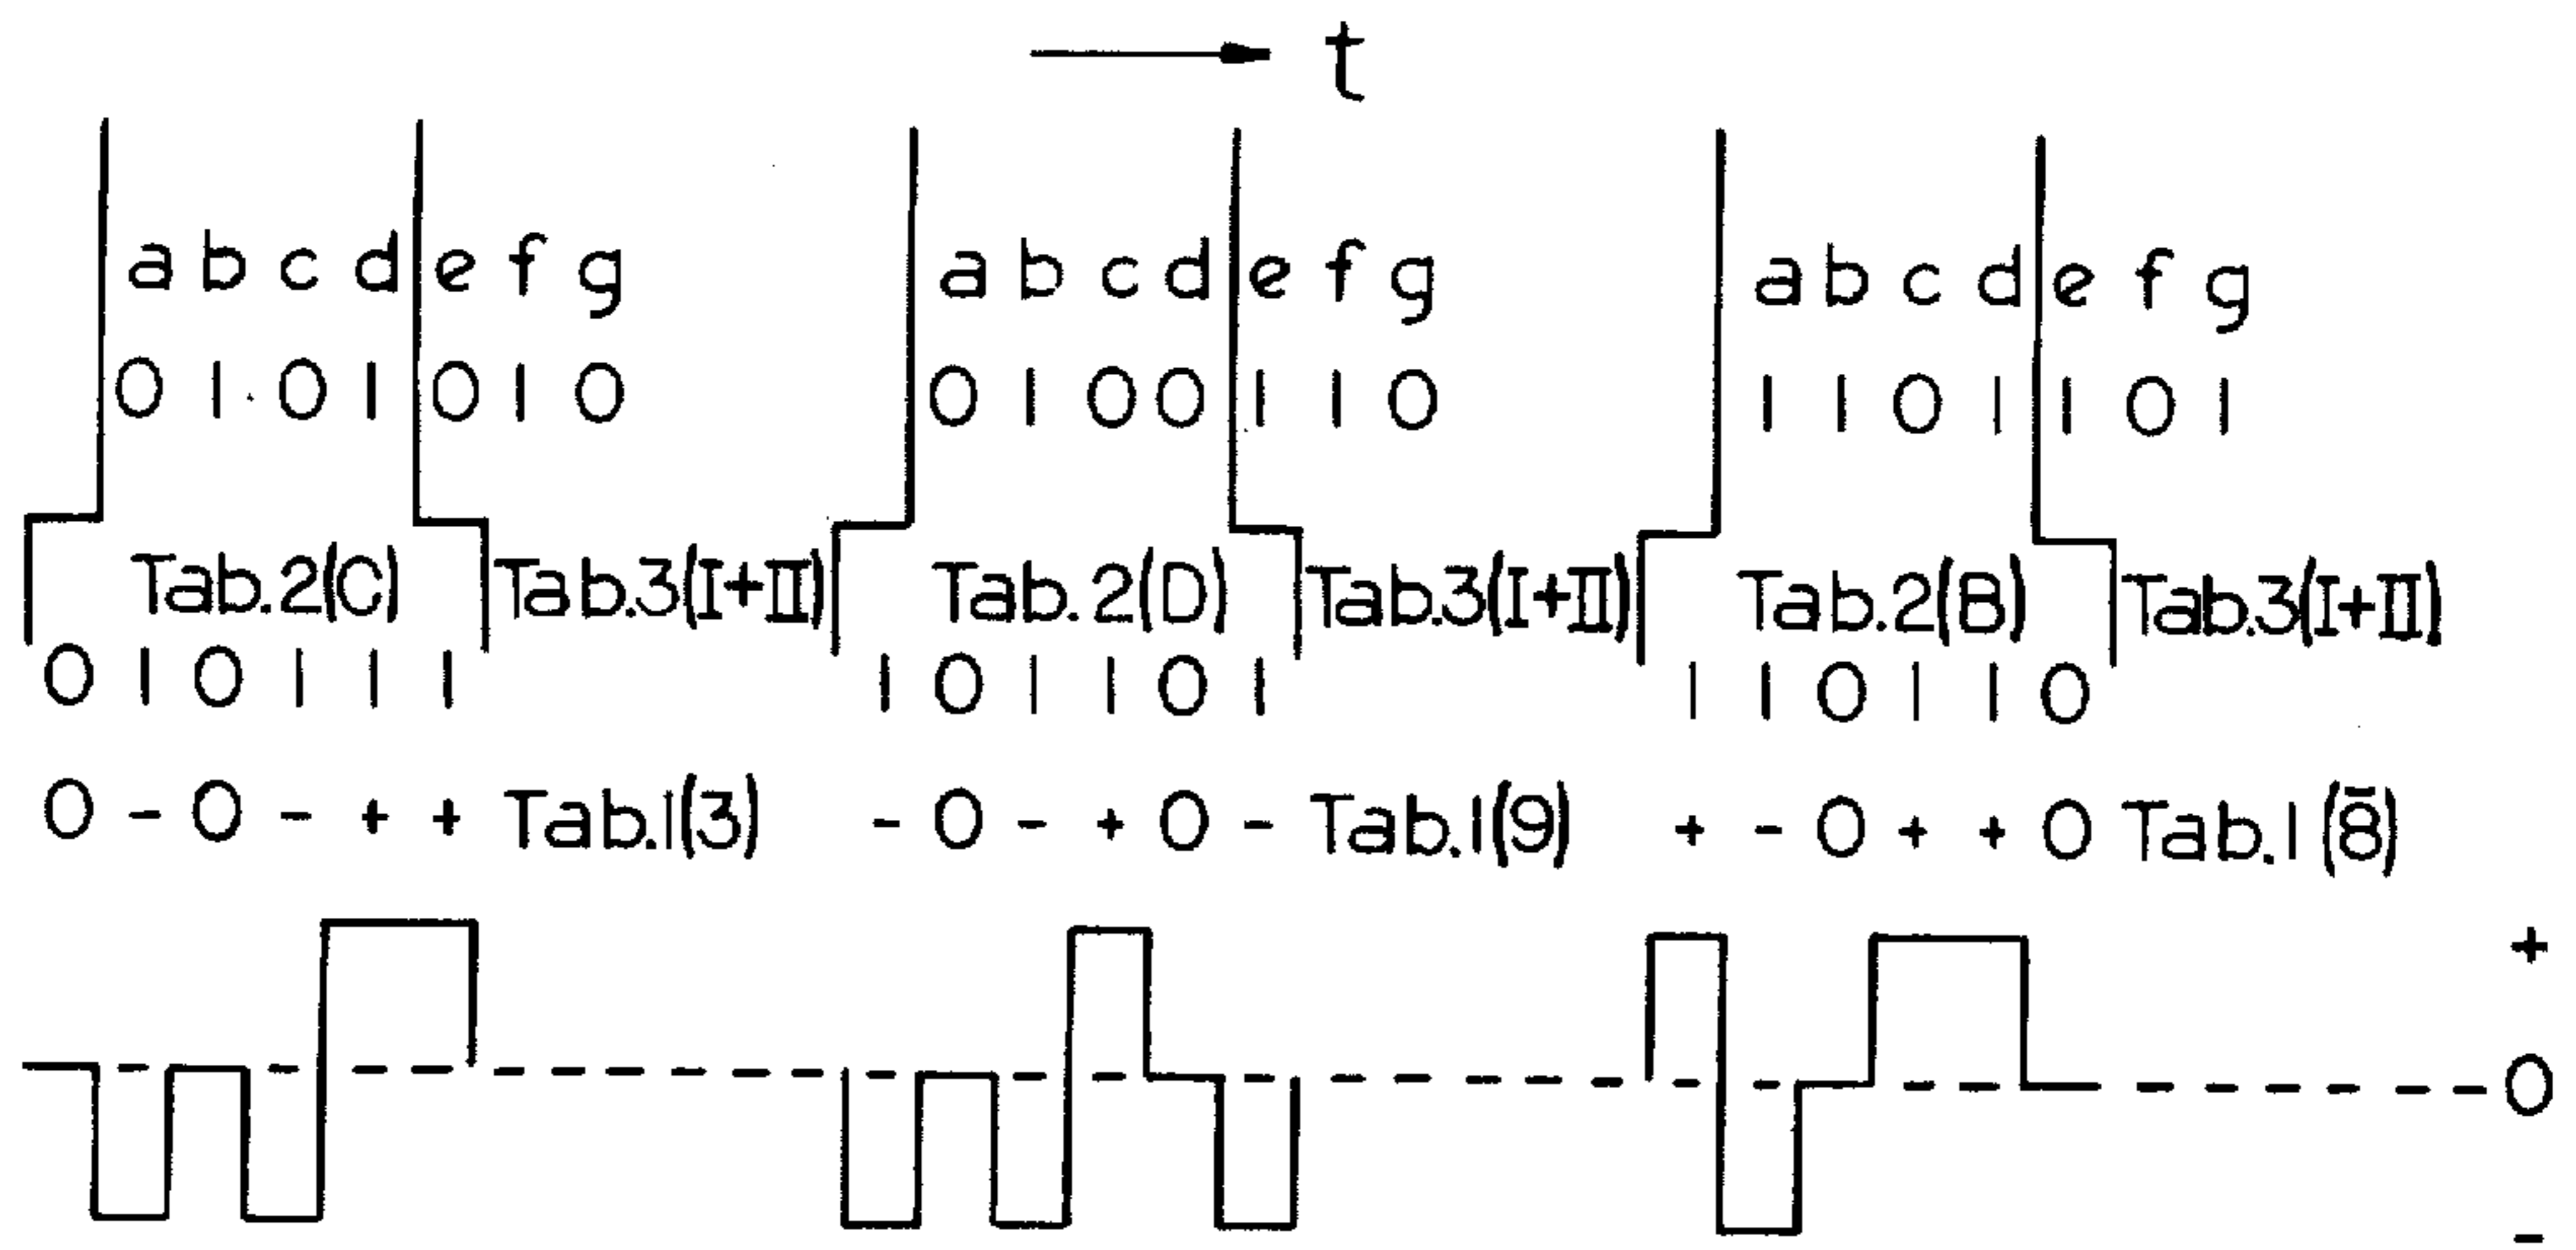 t
a b c d e f g a b c d e f g a b c d e f g
0 1 0 1 0 1 0 0 1 0 0 1 1 0 1 1 0 1 1 0 1
Tab.2(C) Tab.3(I+II) Tab.2(D) Tab.3(I+II) Tab.2(B) Tab.3(I+II)
0 1 0 1 1 1 1 0 1 1 0 1 1 1 0 1 1 0
0 - 0 - + + Tab.1(3) - 0 - + 0 - Tab.1(9) + - 0 + + 0 Tab.1(8̄)
+
0
-